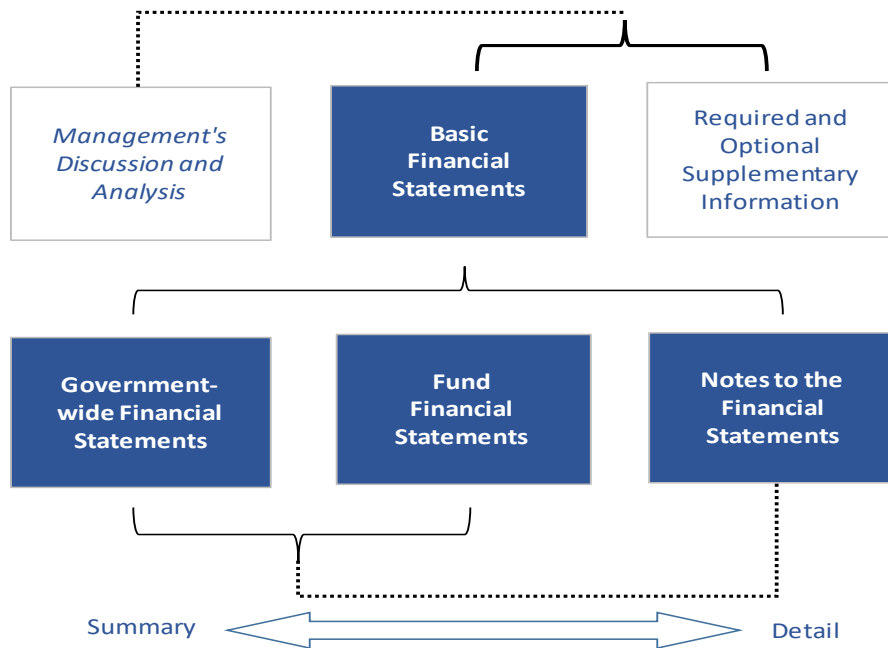 Management's
Discussion and
Analysis
Basic
Financial
Statements
Required and
Optional
Supplementary
Information
Government-
wide Financial
Statements
Fund
Financial
Statements
Notes to the
Financial
Statements
Summary
Detail